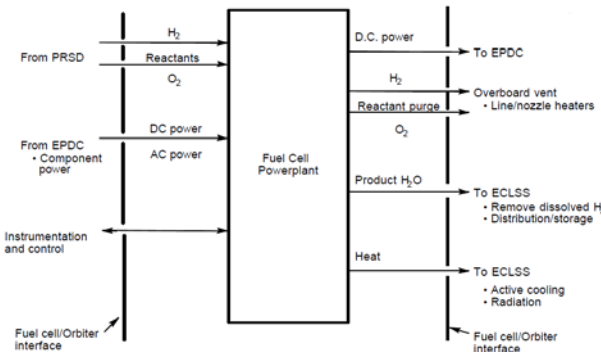 From PRSD
H2
Reactants
O2
From EPDC
• Component
power
DC power
AC power
Instrumentation
and control
Fuel cell/Orbiter
interface
Fuel Cell
Powerplant
D.C. power
To EPDC
H2
Reactant purge
O2
Overboard vent
• Line/nozzle heaters
Product H2O
To ECLSS
• Remove dissolved H
• Distribution/storage
Heat
To ECLSS
• Active cooling
• Radiation
Fuel cell/Orbiter
interface